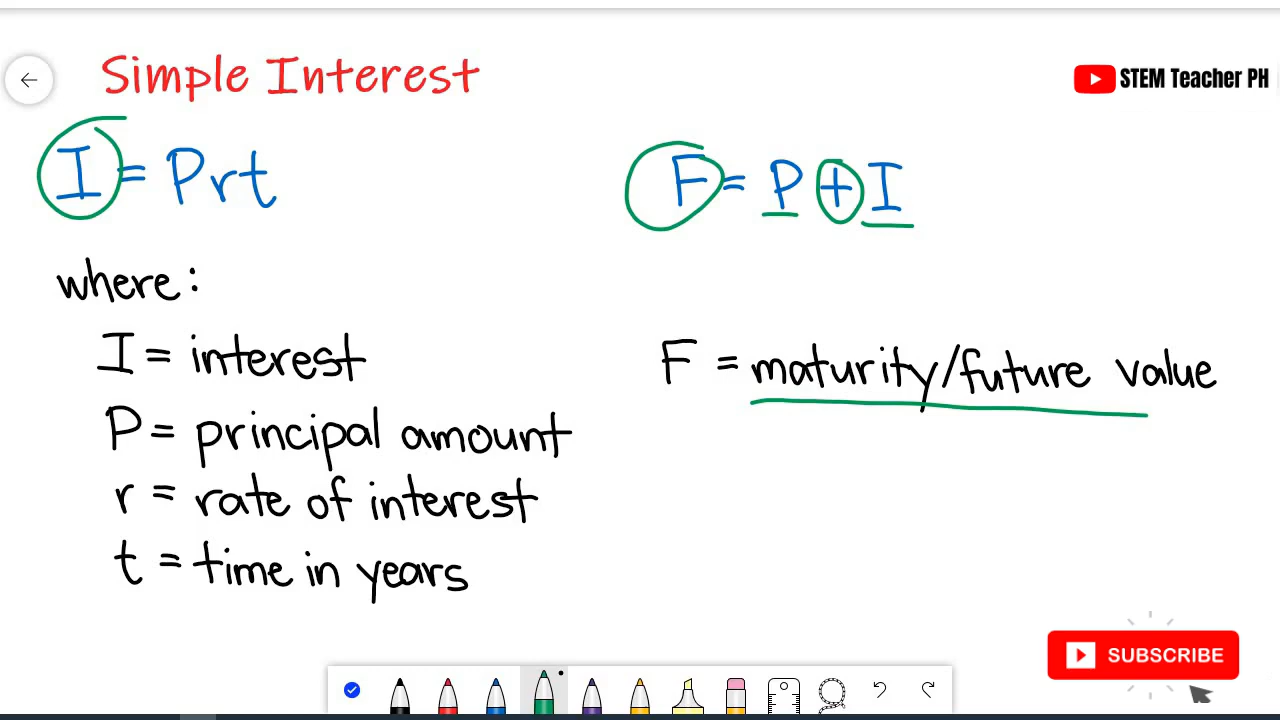 Simple Interest
STEM Teacher PH
I = Prt
F = P + I
where:
I = interest
F = maturity/future value
P = principal amount
r = rate of interest
t = time in years
SUBSCRIBE